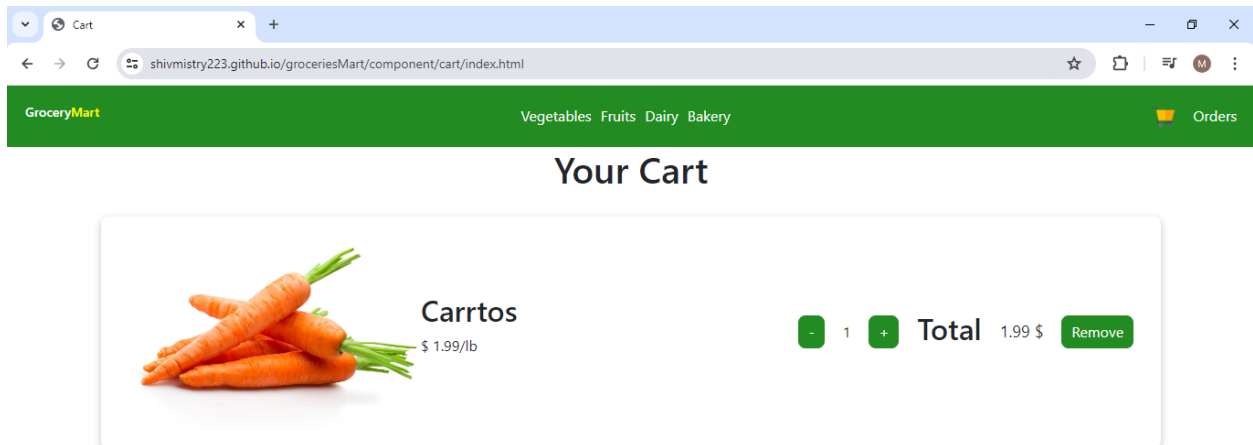 Cart
shivmistry223.github.io/groceriesMart/component/cart/index.html
M
GroceryMart
Vegetables Fruits Dairy Bakery
Orders
Your Cart
Carrtos
$ 1.99/lb
- 1 + Total 1.99 $ Remove